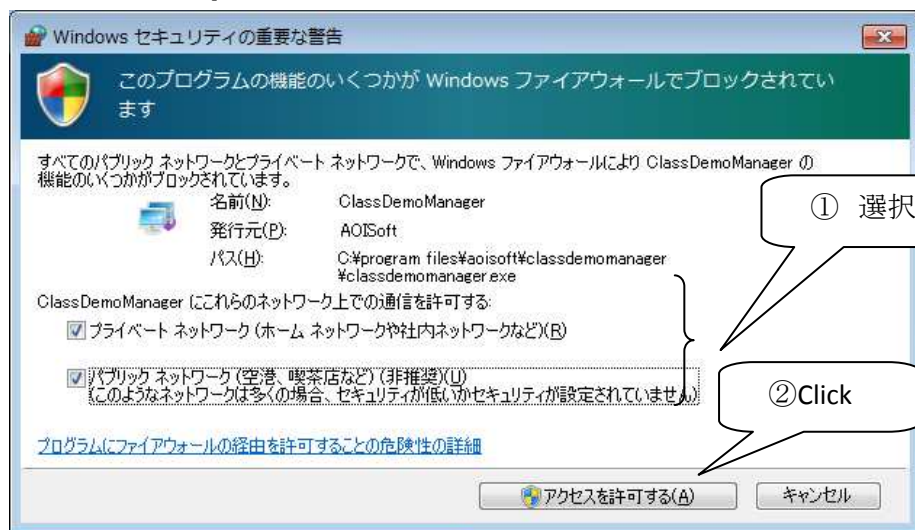 Windows セキュリティの重要な警告
このプログラムの機能のいくつかが Windows ファイアウォールでブロックされてい
ます
すべてのパブリック ネットワークとプライベート ネットワークで、Windows ファイアウォールにより ClassDemoManager の
機能のいくつかがブロックされています。
名前(N): ClassDemoManager
発行元(P): AOISoft
パス(H): C:¥program files¥aoisoft¥classdemomanager
¥classdemomanager.exe
① 選択
ClassDemoManager にこれらのネットワーク上での通信を許可する:
プライベート ネットワーク (ホーム ネットワークや社内ネットワークなど)(R)
パブリック ネットワーク (空港、喫茶店など) (非推奨)(U)
(このようなネットワークは多くの場合、セキュリティが低いかセキュリティが設定されていません)
②Click
プログラムにファイアウォールの経由を許可することの危険性の詳細
アクセスを許可する(A)
キャンセル